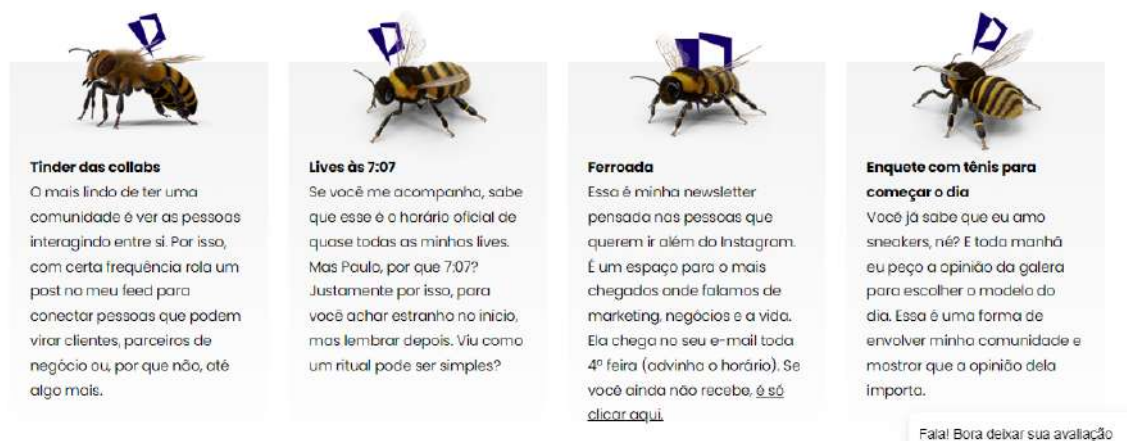 Tinder das collabs
O mais lindo de ter uma
comunidade é ver as pessoas
interagindo entre si. Por isso,
com certa frequência rola um
post no meu feed para
conectar pessoas que podem
virar clientes, parceiros de
negócio ou, por que não, até
algo mais.
Lives às 7:07
Se você me acompanha, sabe
que esse é o horário oficial de
quase todas as minhas lives.
Mas Paulo, por que 7:07?
Justamente por isso, para
você achar estranho no início,
mas lembrar depois. Viu como
um ritual pode ser simples?
Ferroada
Essa é minha newsletter
pensada nas pessoas que
querem ir além do Instagram.
É um espaço para o mais
chegados onde falamos de
marketing, negócios e a vida.
Ela chega no seu e-mail toda
4ª feira (advinha o horário). Se
você ainda não recebe, é só
clicar aqui.
Enquete com tênis para
começar o dia
Você já sabe que eu amo
sneakers, né? E toda manhã
eu peço a opinião da galera
para escolher o modelo do
dia. Essa é uma forma de
envolver minha comunidade e
mostrar que a opinião dela
importa.
Fala! Bora deixar sua avaliação